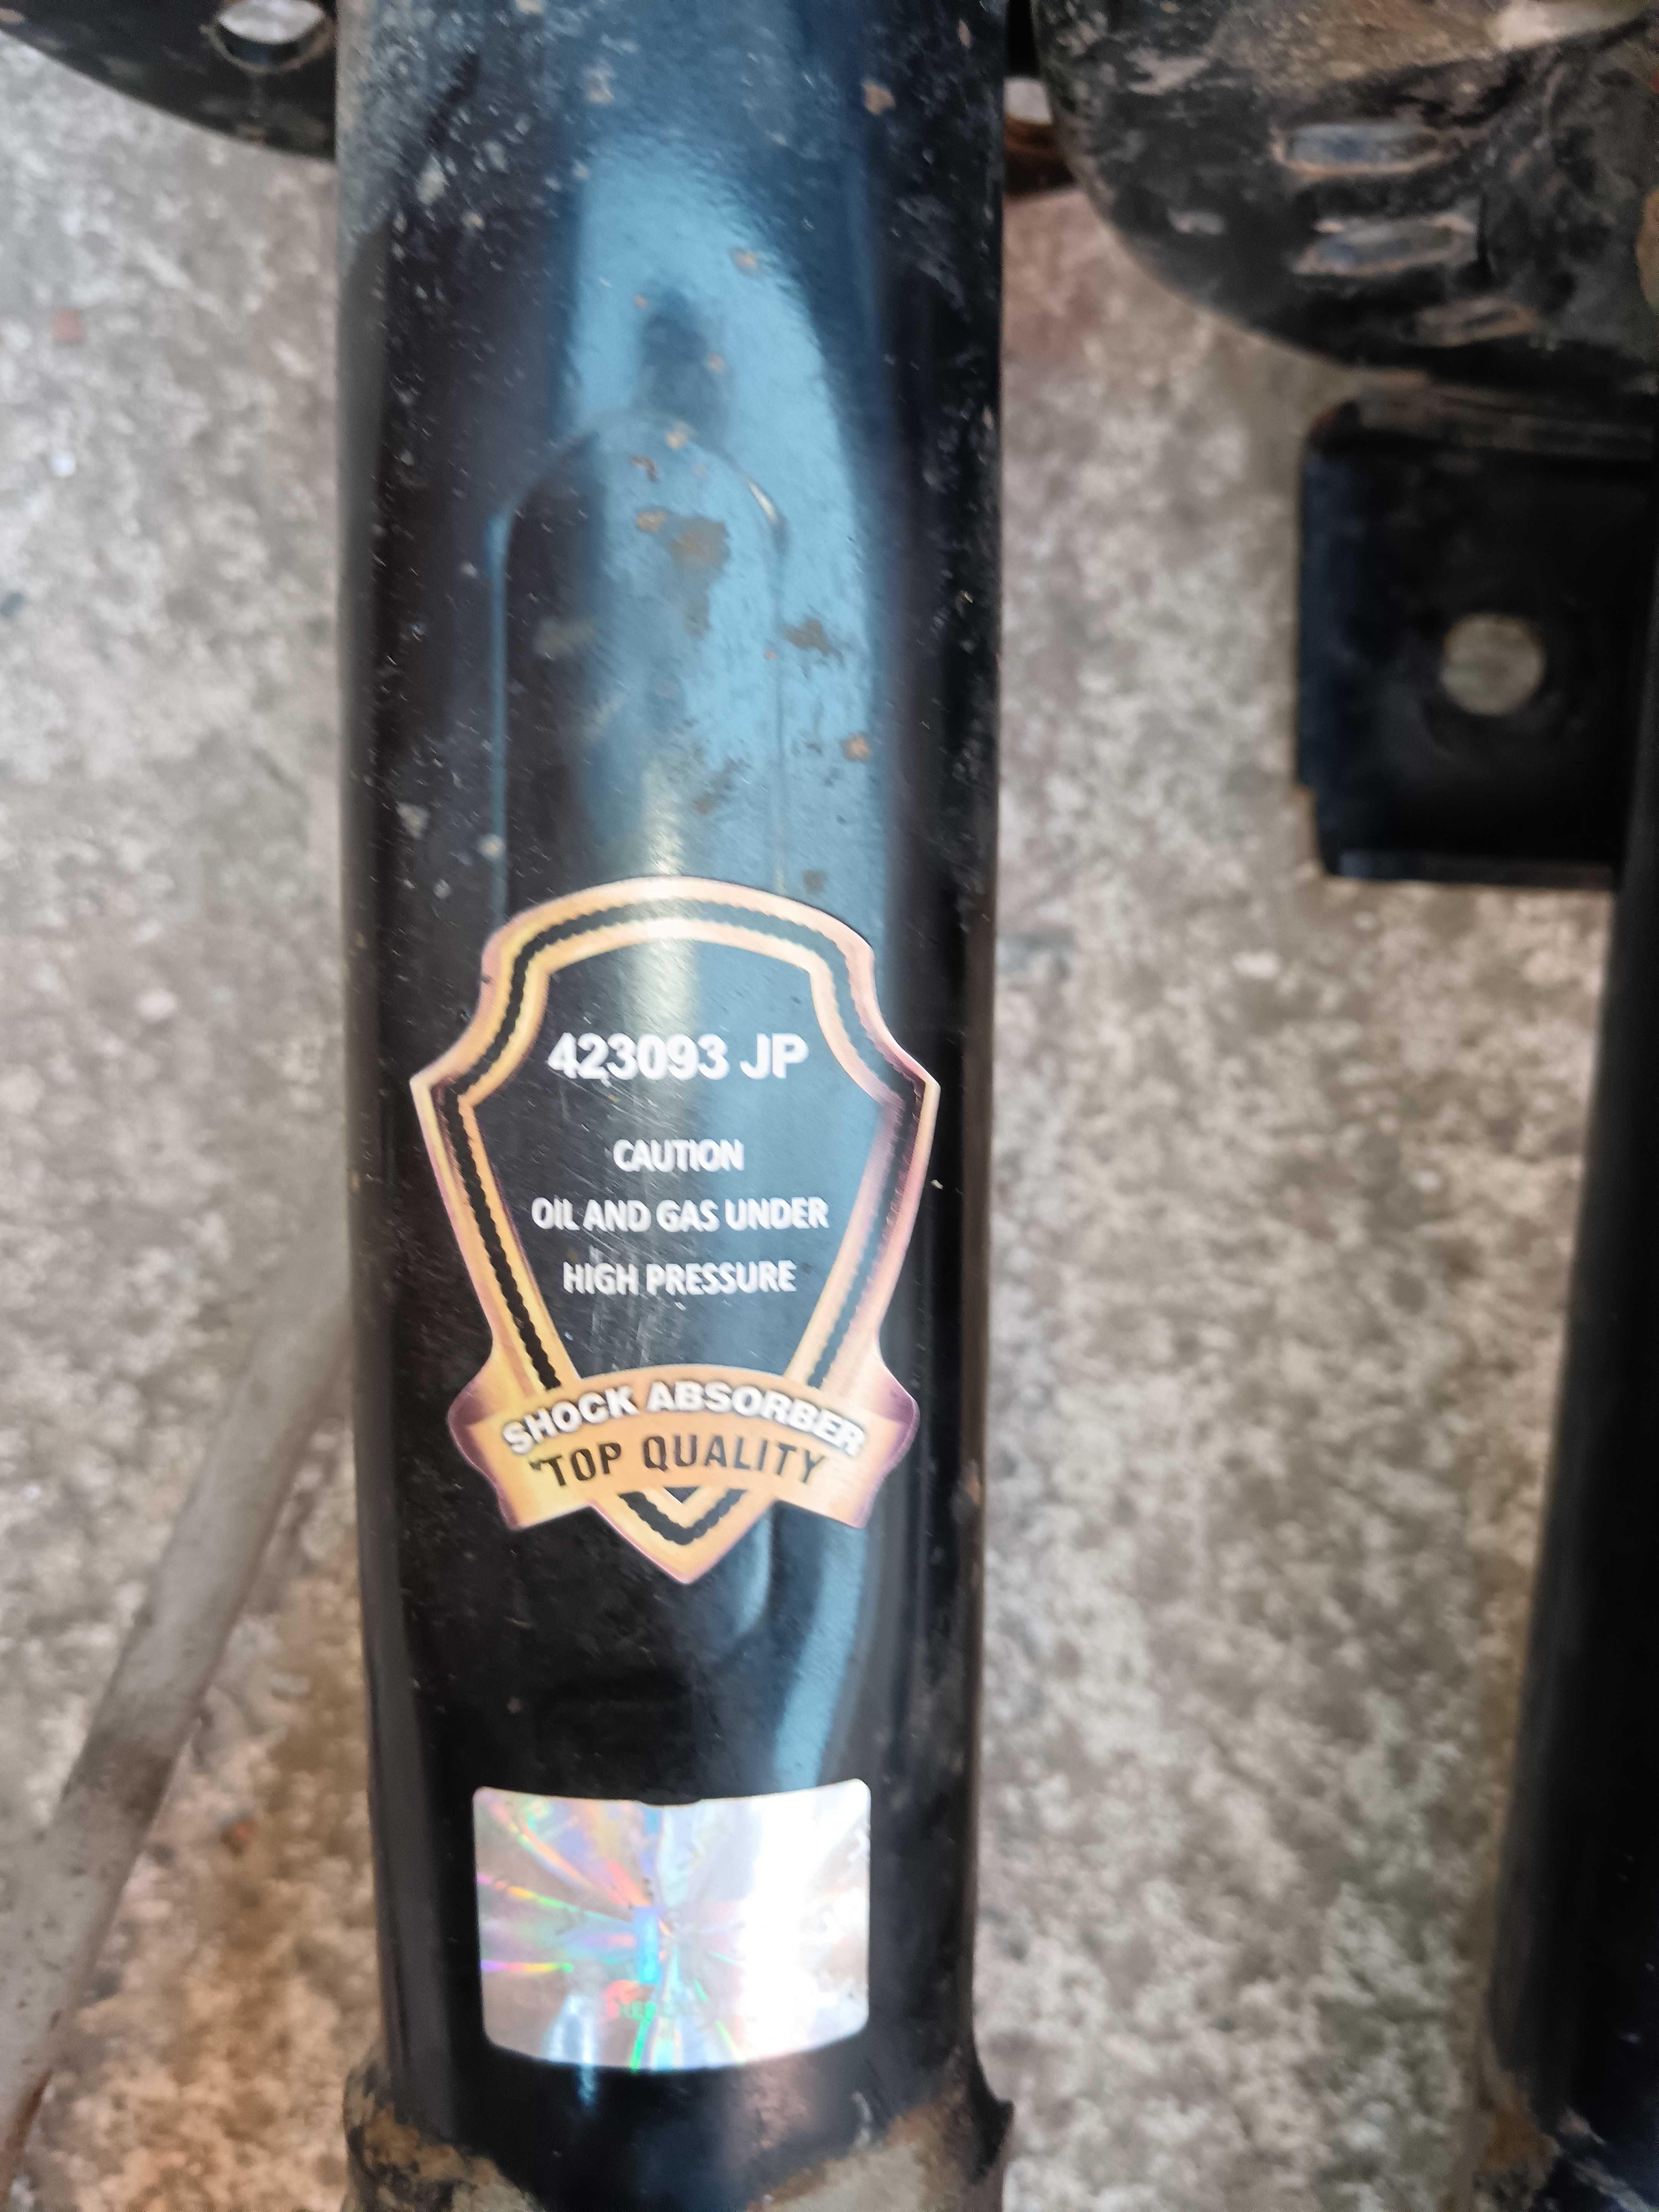 423093 JP
CAUTION
OIL AND GAS UNDER
HIGH PRESSURE
SHOCK ABSORBER
TOP QUALITY